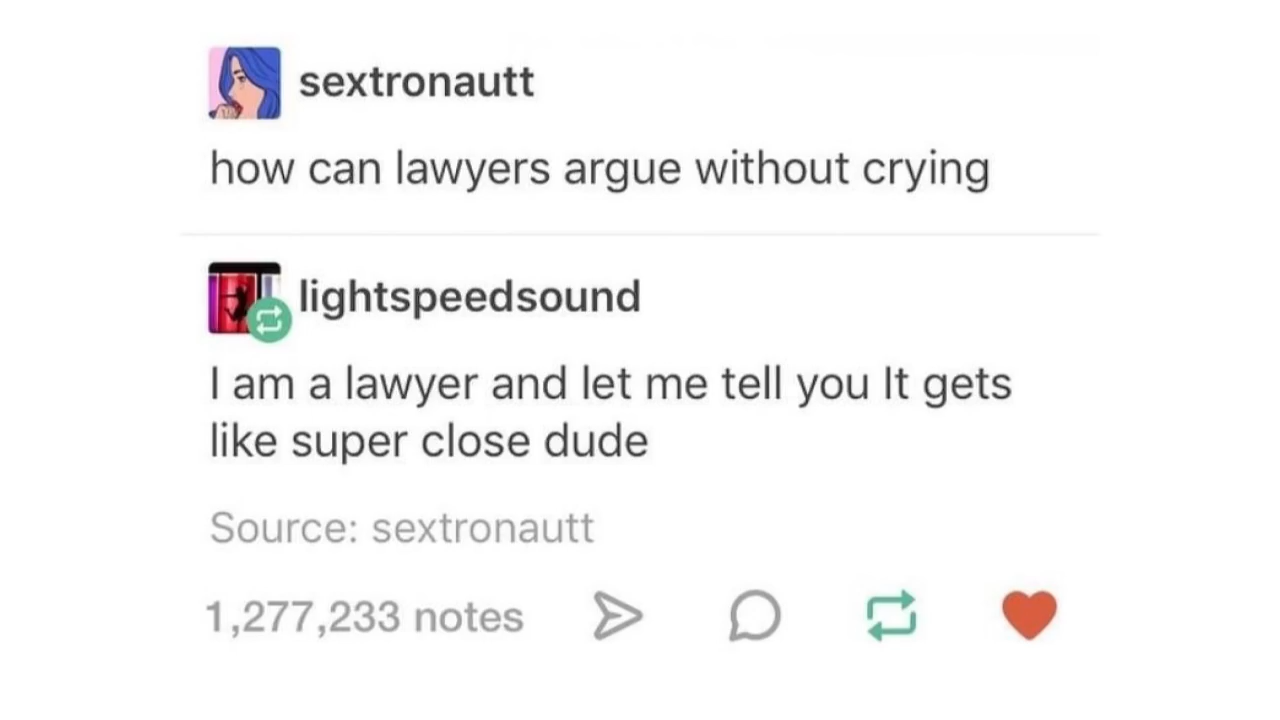 sextronautt
how can lawyers argue without crying
lightspeedsound
I am a lawyer and let me tell you It gets
like super close dude
Source: sextronautt
1,277,233 notes